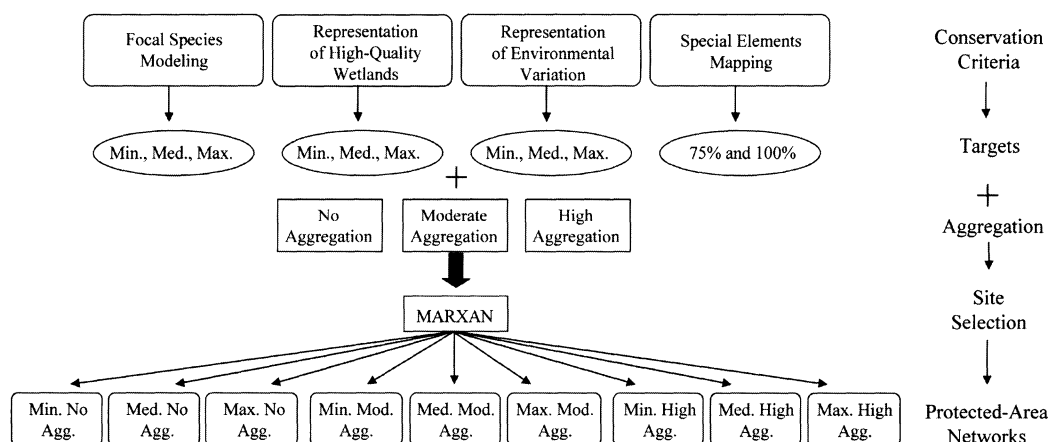 Focal Species
Modeling
Representation
of High-Quality
Wetlands
Representation
of Environmental
Variation
Special Elements
Mapping
Conservation
Criteria
Min., Med., Max.
Min., Med., Max.
Min., Med., Max.
75% and 100%
Targets
+
+
No
Aggregation
Moderate
Aggregation
High
Aggregation
Aggregation
MARXAN
Site
Selection
Min. No
Agg.
Med. No
Agg.
Max. No
Agg.
Min. Mod.
Agg.
Med. Mod.
Agg.
Max. Mod.
Agg.
Min. High
Agg.
Med. High
Agg.
Max. High
Agg.
Protected-Area
Networks